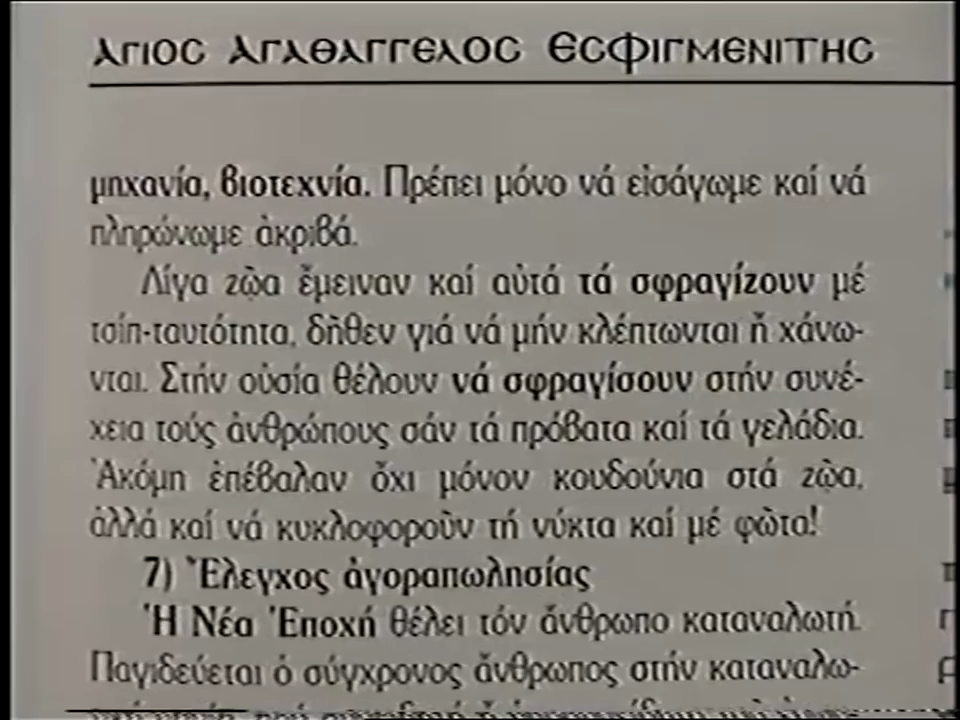 ΑΓΙΟΣ ΑΓΑΘΑΓΓΕΛΟΣ ΕΣΦΙΓΜΕΝΙΤΗΣ
μηχανία, βιοτεχνία. Πρέπει μόνο νά εἰσάγωμε καί νά
πληρώνωμε ἀκριβά.
Λίγα ζῶα ἔμειναν καί αὐτά τά σφραγίζουν μέ
τσίπ-ταυτότητα, δῆθεν γιά νά μήν κλέπτωνται ἤ χάνω-
νται. Στήν οὐσία θέλουν νά σφραγίσουν στήν συνέ-
χεια τούς ἀνθρώπους σάν τά πρόβατα καί τά γελάδια.
Ἀκόμη ἐπέβαλαν ὄχι μόνον κουδούνια στά ζῶα,
ἀλλά καί νά κυκλοφοροῦν τή νύκτα καί μέ φῶτα!
7) Ἔλεγχος ἀγοραπωλησίας
Ἡ Νέα Ἐποχή θέλει τόν ἄνθρωπο καταναλωτή.
Παγιδεύεται ὁ σύγχρονος ἄνθρωπος στήν καταναλω-